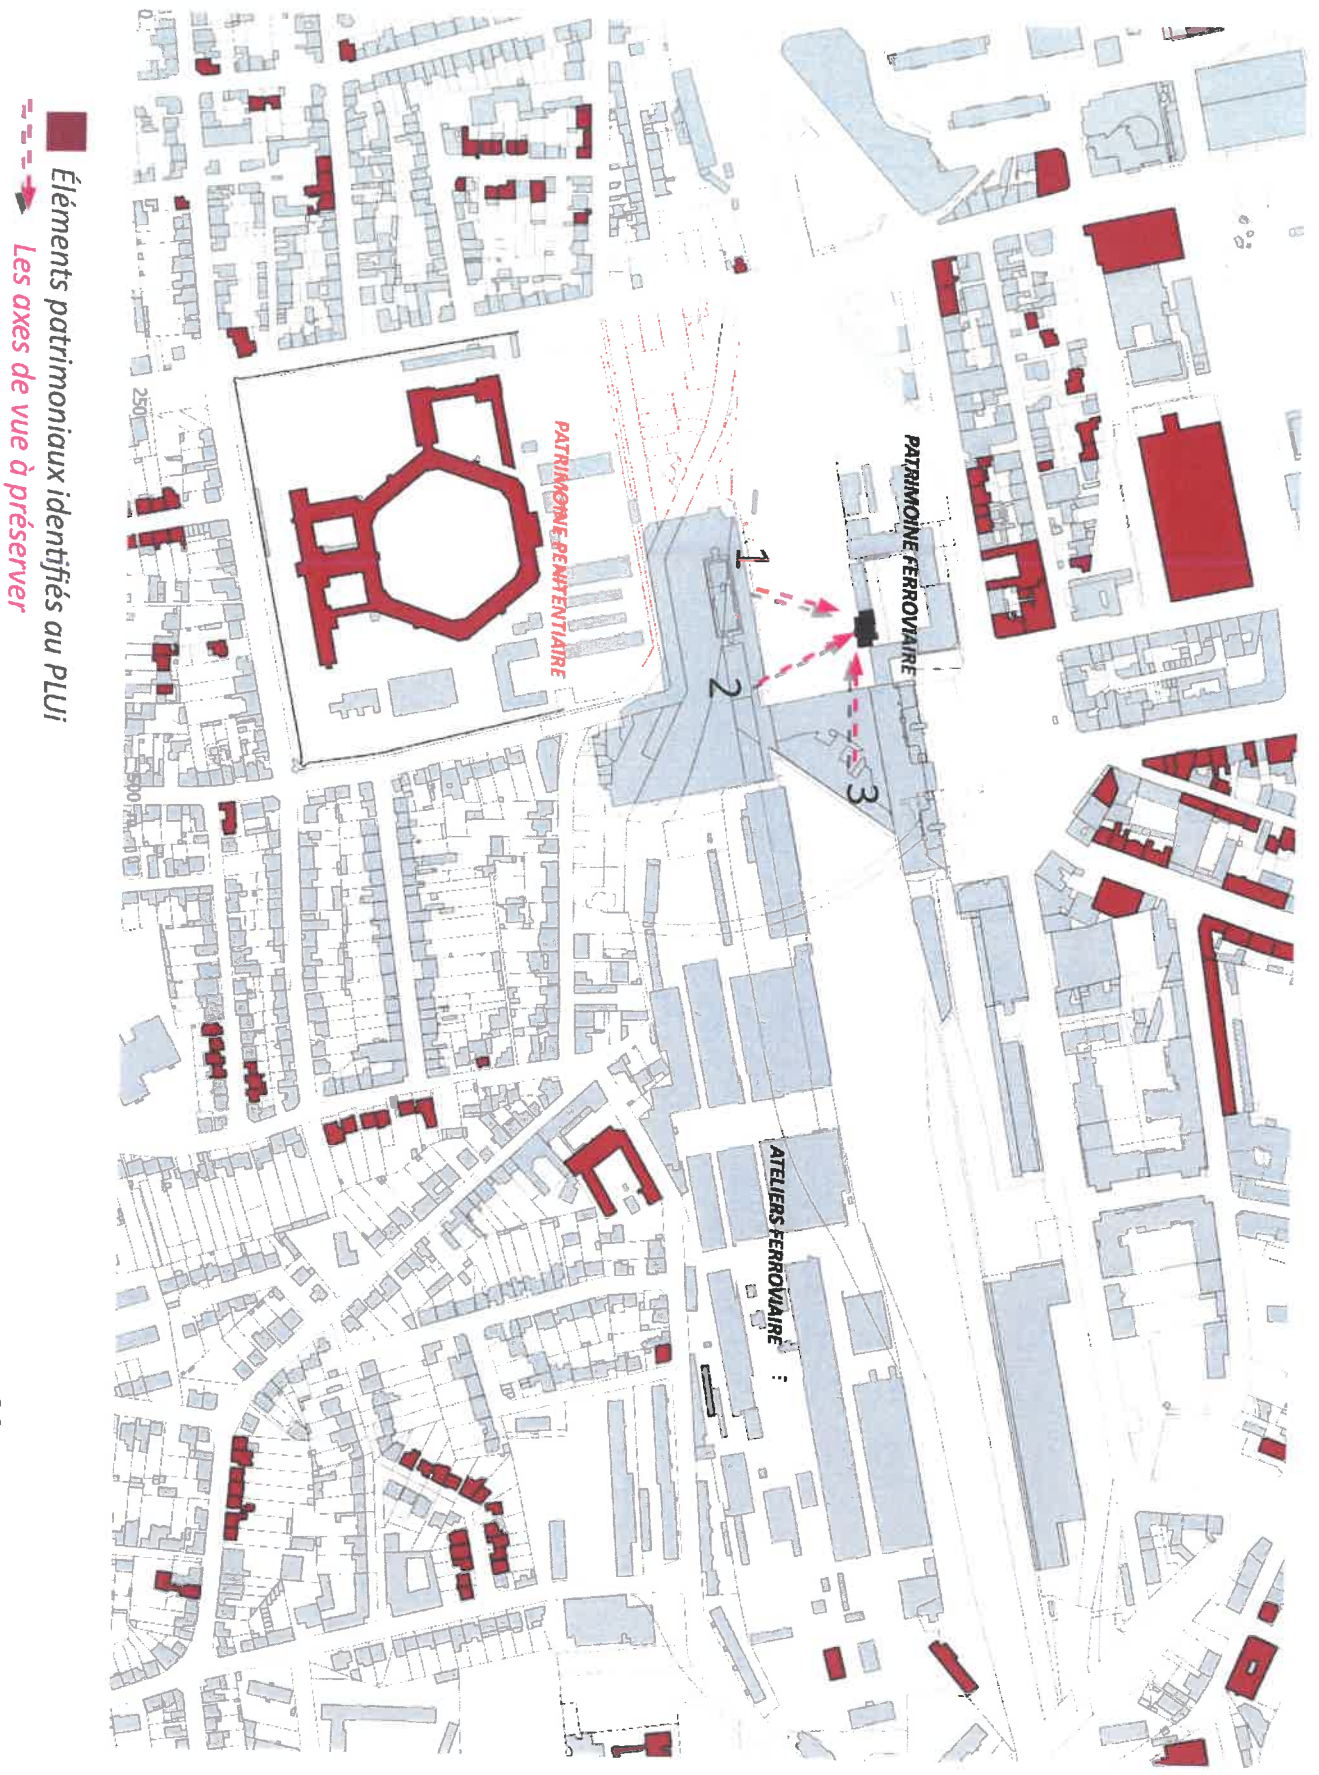 PATRIMOINE FERROVIAIRE
PATRIMOINE PENITENTIAIRE
1
2
3
ATELIERS FERROVIAIRE :
0
250
500
Éléments patrimoniaux identifiés au PLUi
Les axes de vue à préserver